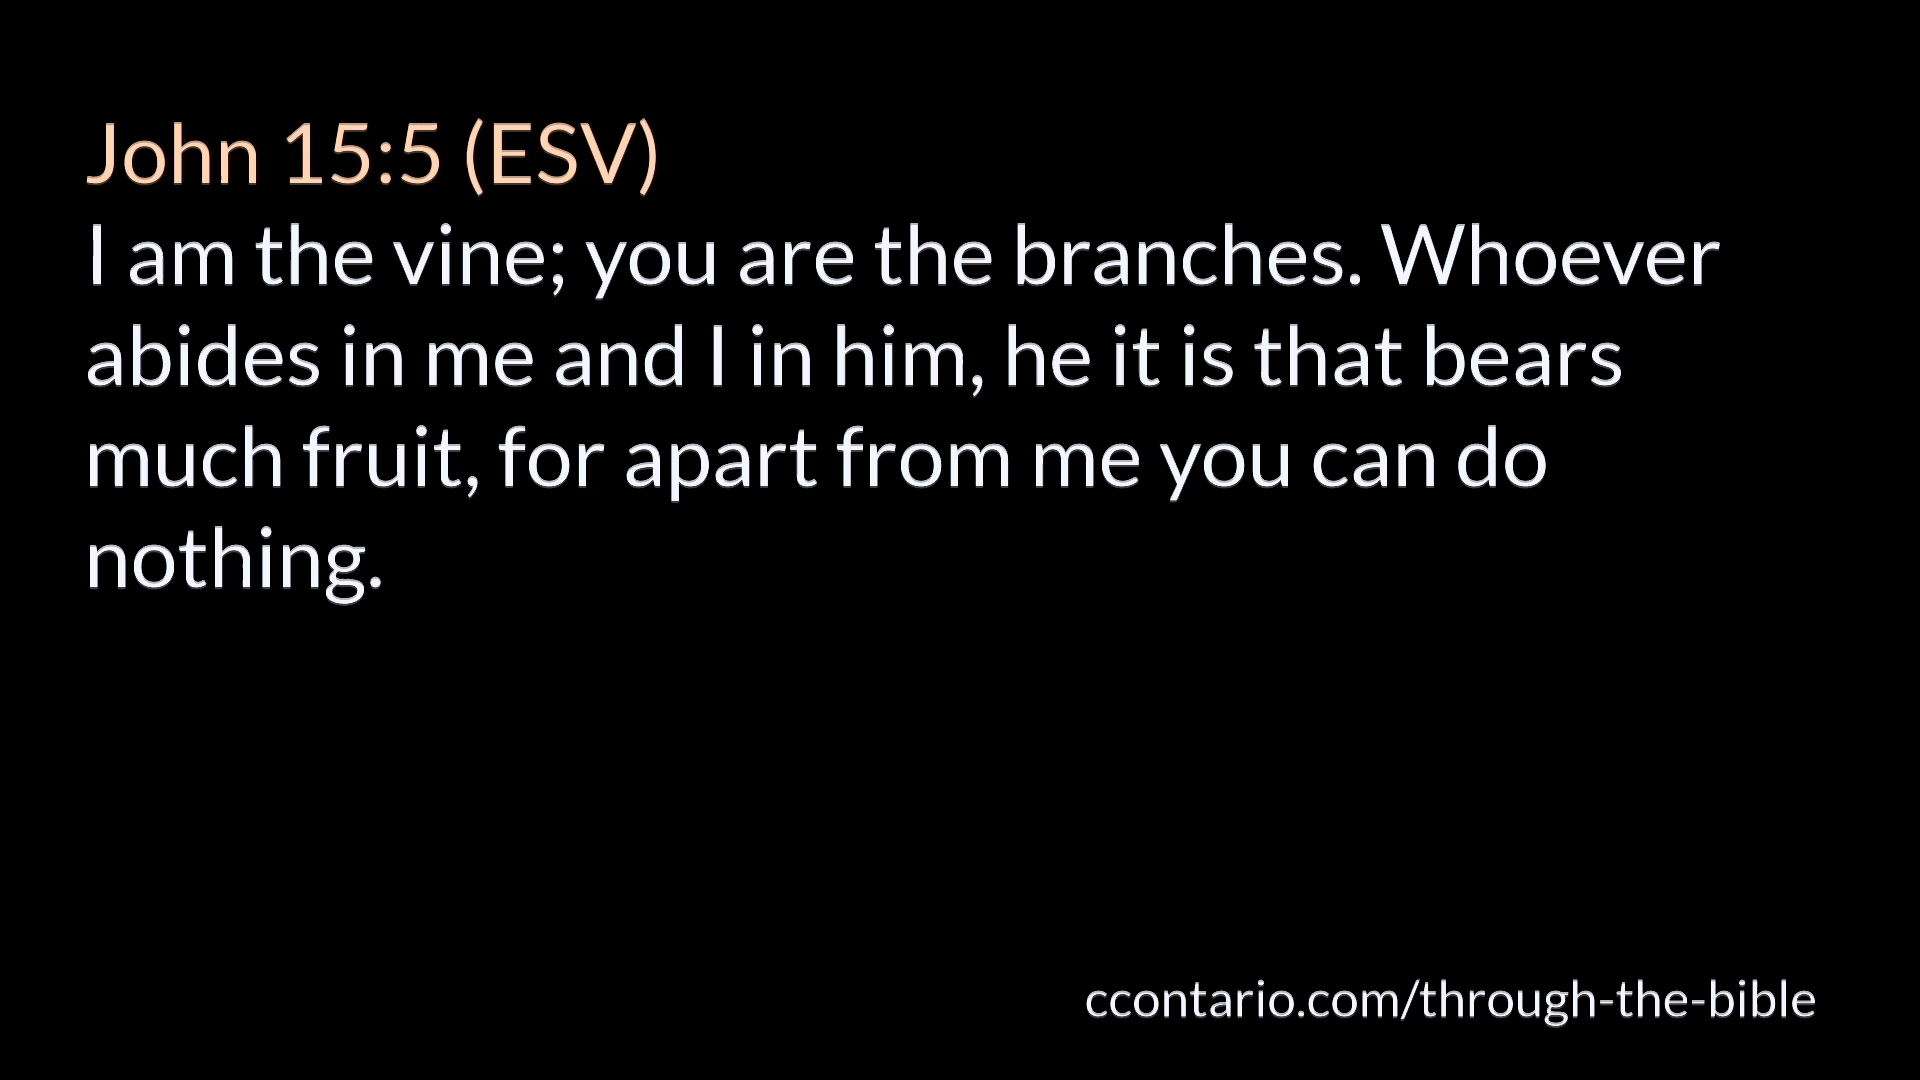 John 15:5 (ESV)
I am the vine; you are the branches. Whoever
abides in me and I in him, he it is that bears
much fruit, for apart from me you can do
nothing.
ccontario.com/through-the-bible